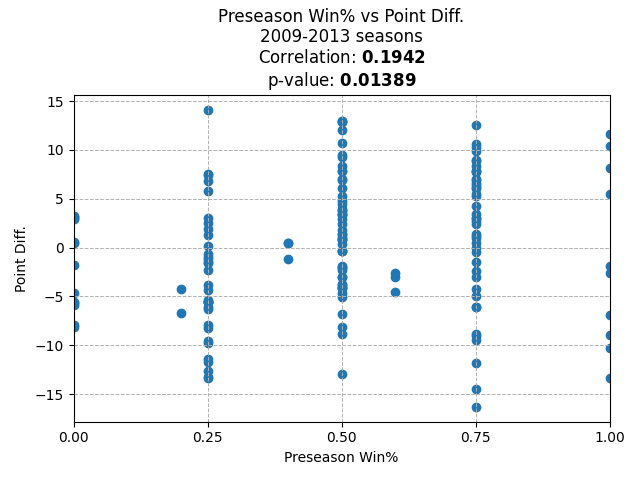 Preseason Win% vs Point Diff.
2009-2013 seasons
Correlation: 0.1942
p-value: 0.01389
15
10
5
0
−5
−10
−15
Point Diff.
0.00 0.25 0.50 0.75 1.00
Preseason Win%